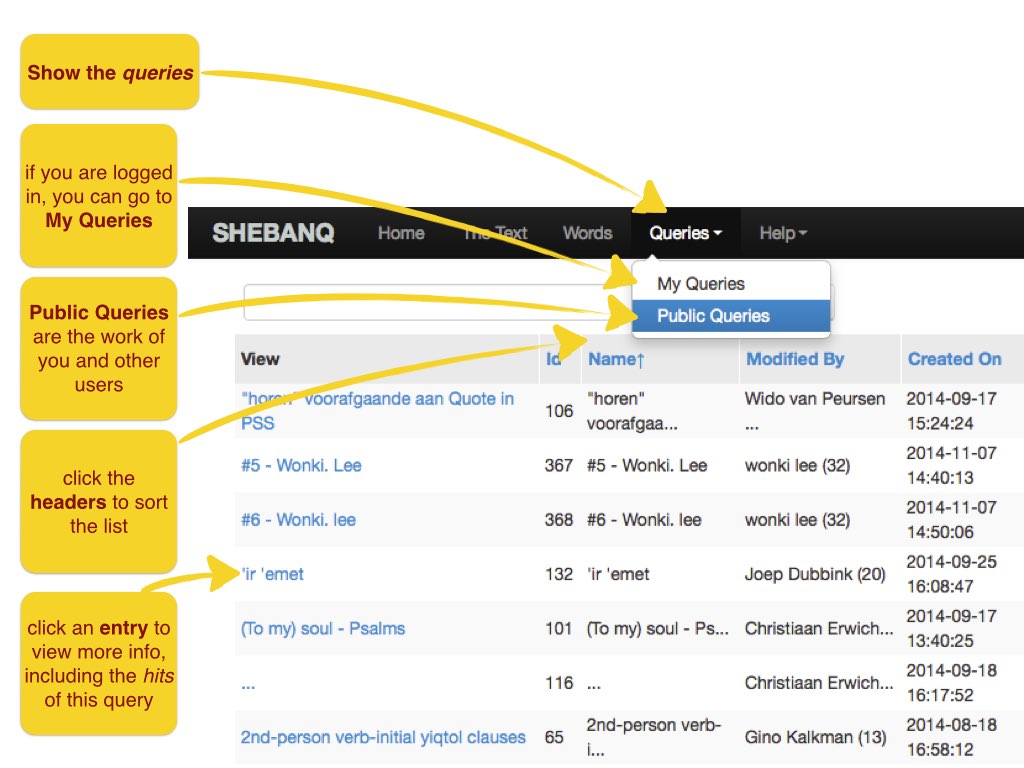 Show the queries
if you are logged
in, you can go to
My Queries
Public Queries
are the work of
you and other
users
click the
headers to sort
the list
click an entry to
view more info,
including the hits
of this query
SHEBANQ Home The Text Words Queries Help
My Queries
Public Queries
View Id Name↑ Modified By Created On
"horen" voorafgaande aan Quote in
PSS
106
"horen"
voorafgaa...
Wido van Peursen
...
2014-09-17
15:24:24
#5 - Wonki. Lee 367 #5 - Wonki. Lee wonki lee (32)
2014-11-07
14:40:13
#6 - Wonki. lee 368 #6 - Wonki. lee wonki lee (32)
2014-11-07
14:50:06
'ir 'emet 132 'ir 'emet Joep Dubbink (20)
2014-09-25
16:08:47
(To my) soul - Psalms 101 (To my) soul - Ps... Christiaan Erwich...
2014-09-17
13:40:25
... 116 ... Christiaan Erwich...
2014-09-18
16:17:52
2nd-person verb-initial yiqtol clauses 65
2nd-person verb-
i...
Gino Kalkman (13)
2014-08-18
16:58:12